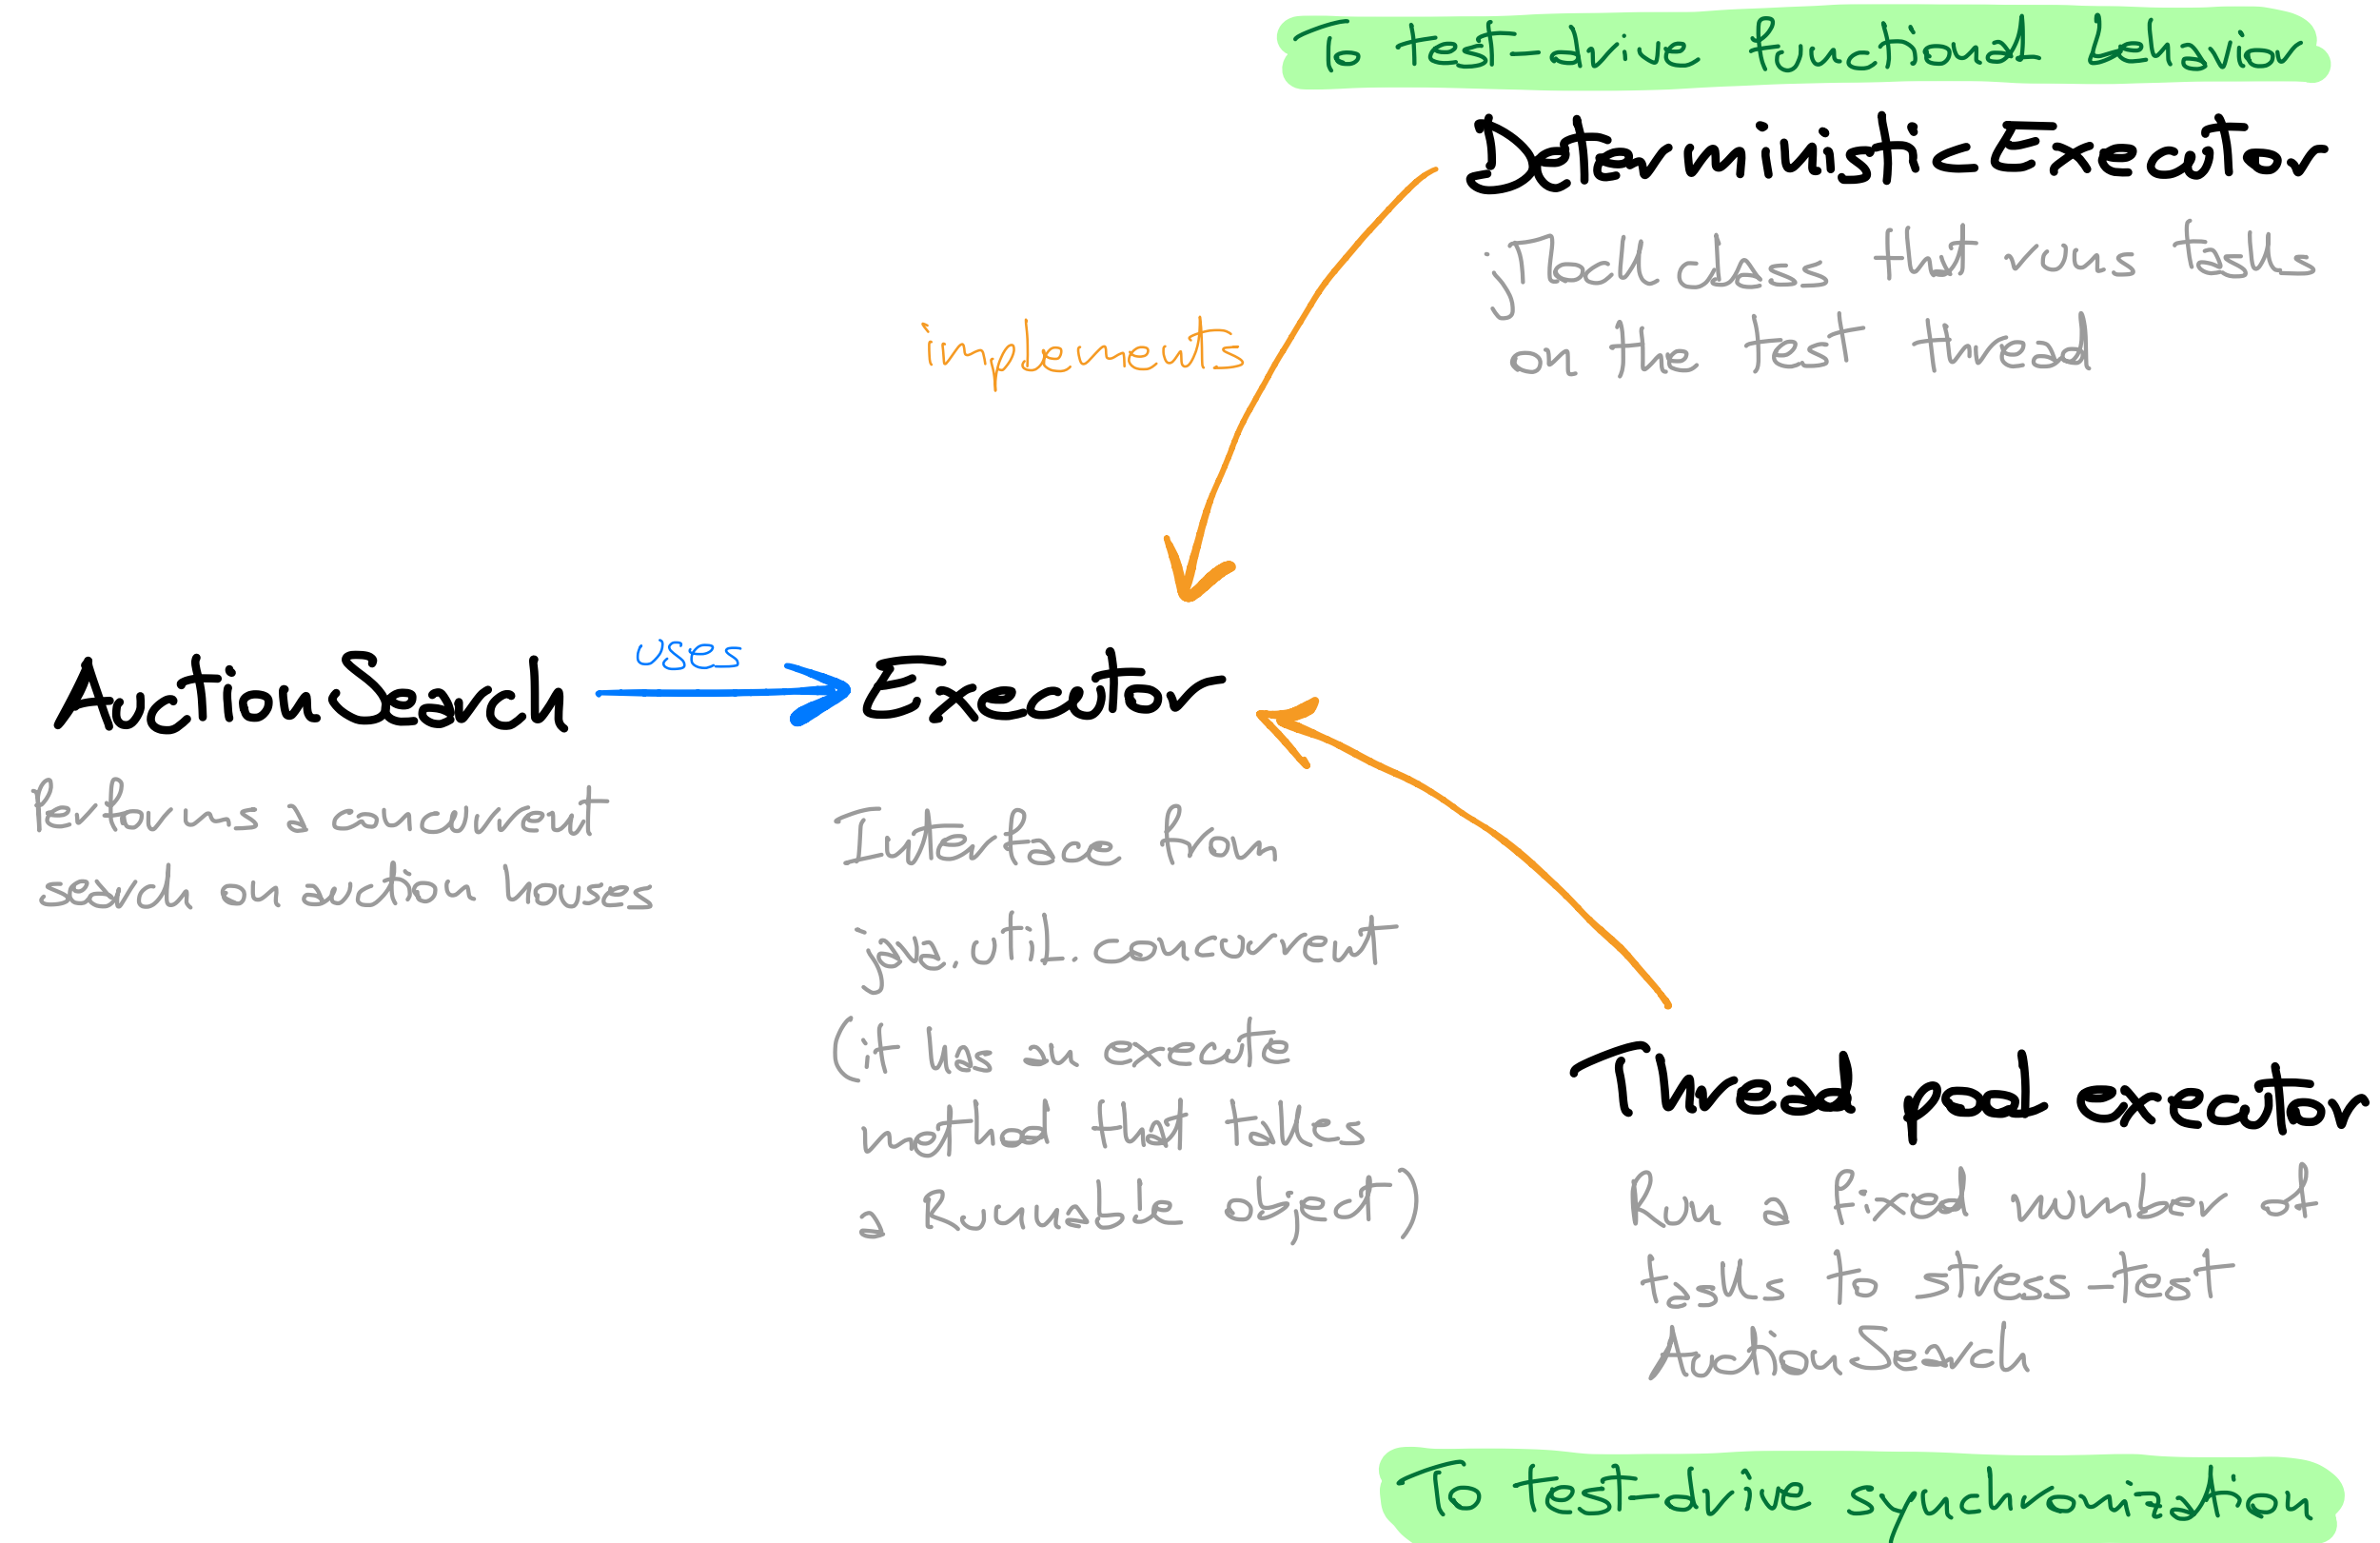 To test-drive functional behavior
DeterministicExecutor
jMock class that runs tasks
on the test thread
implements
AuctionSearch
uses
Executor
Performs a concurrent
search on auction houses
Interface from
java.util.concurrent
(it has an execute
method that takes
a Runnable object)
Thread pool executor
Run a fixed number of
tasks to stress-test
AuctionSearch
To test-drive synchronization